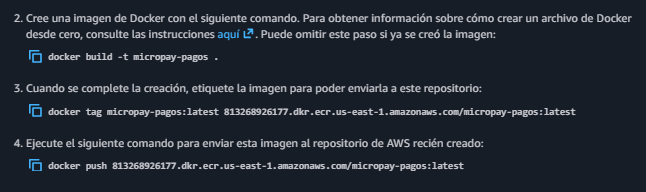 2. Cree una imagen de Docker con el siguiente comando. Para obtener información sobre cómo crear un archivo de Docker
desde cero, consulte las instrucciones aquí. Puede omitir este paso si ya se creó la imagen:
docker build -t micropay-pagos .
3. Cuando se complete la creación, etiquete la imagen para poder enviarla a este repositorio:
docker tag micropay-pagos:latest 813268926177.dkr.ecr.us-east-1.amazonaws.com/micropay-pagos:latest
4. Ejecute el siguiente comando para enviar esta imagen al repositorio de AWS recién creado:
docker push 813268926177.dkr.ecr.us-east-1.amazonaws.com/micropay-pagos:latest